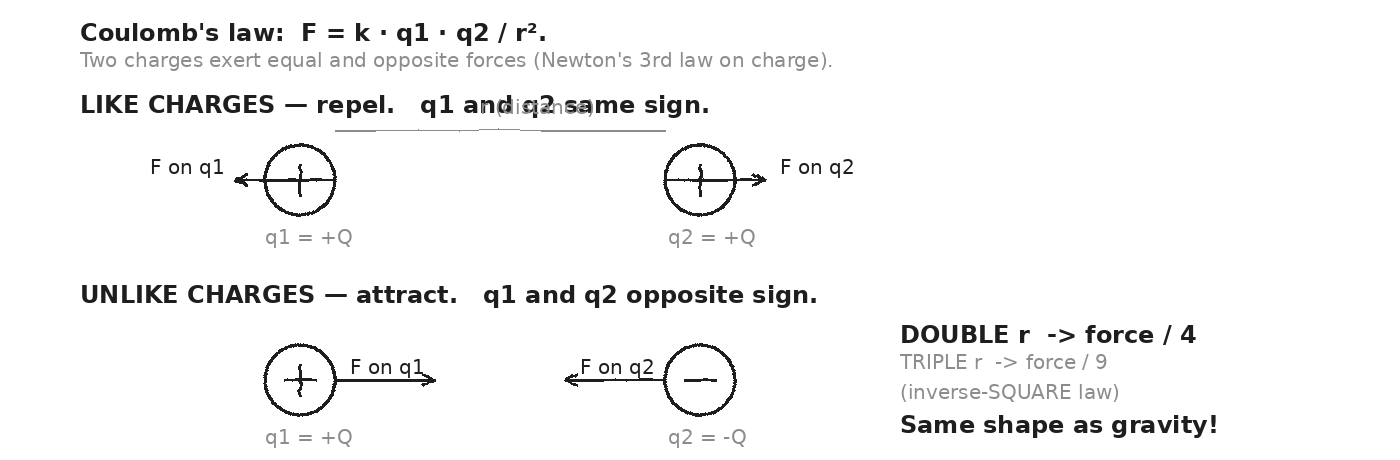 Coulomb's law:  F = k · q1 · q2 / r².
Two charges exert equal and opposite forces (Newton's 3rd law on charge).
LIKE CHARGES — repel.   q1 and q2 same sign.
r (distance)
F on q1
F on q2
q1 = +Q
q2 = +Q
UNLIKE CHARGES — attract.   q1 and q2 opposite sign.
DOUBLE r  -> force / 4
TRIPLE r  -> force / 9
(inverse-SQUARE law)
Same shape as gravity!
F on q1
F on q2
q1 = +Q
q2 = -Q